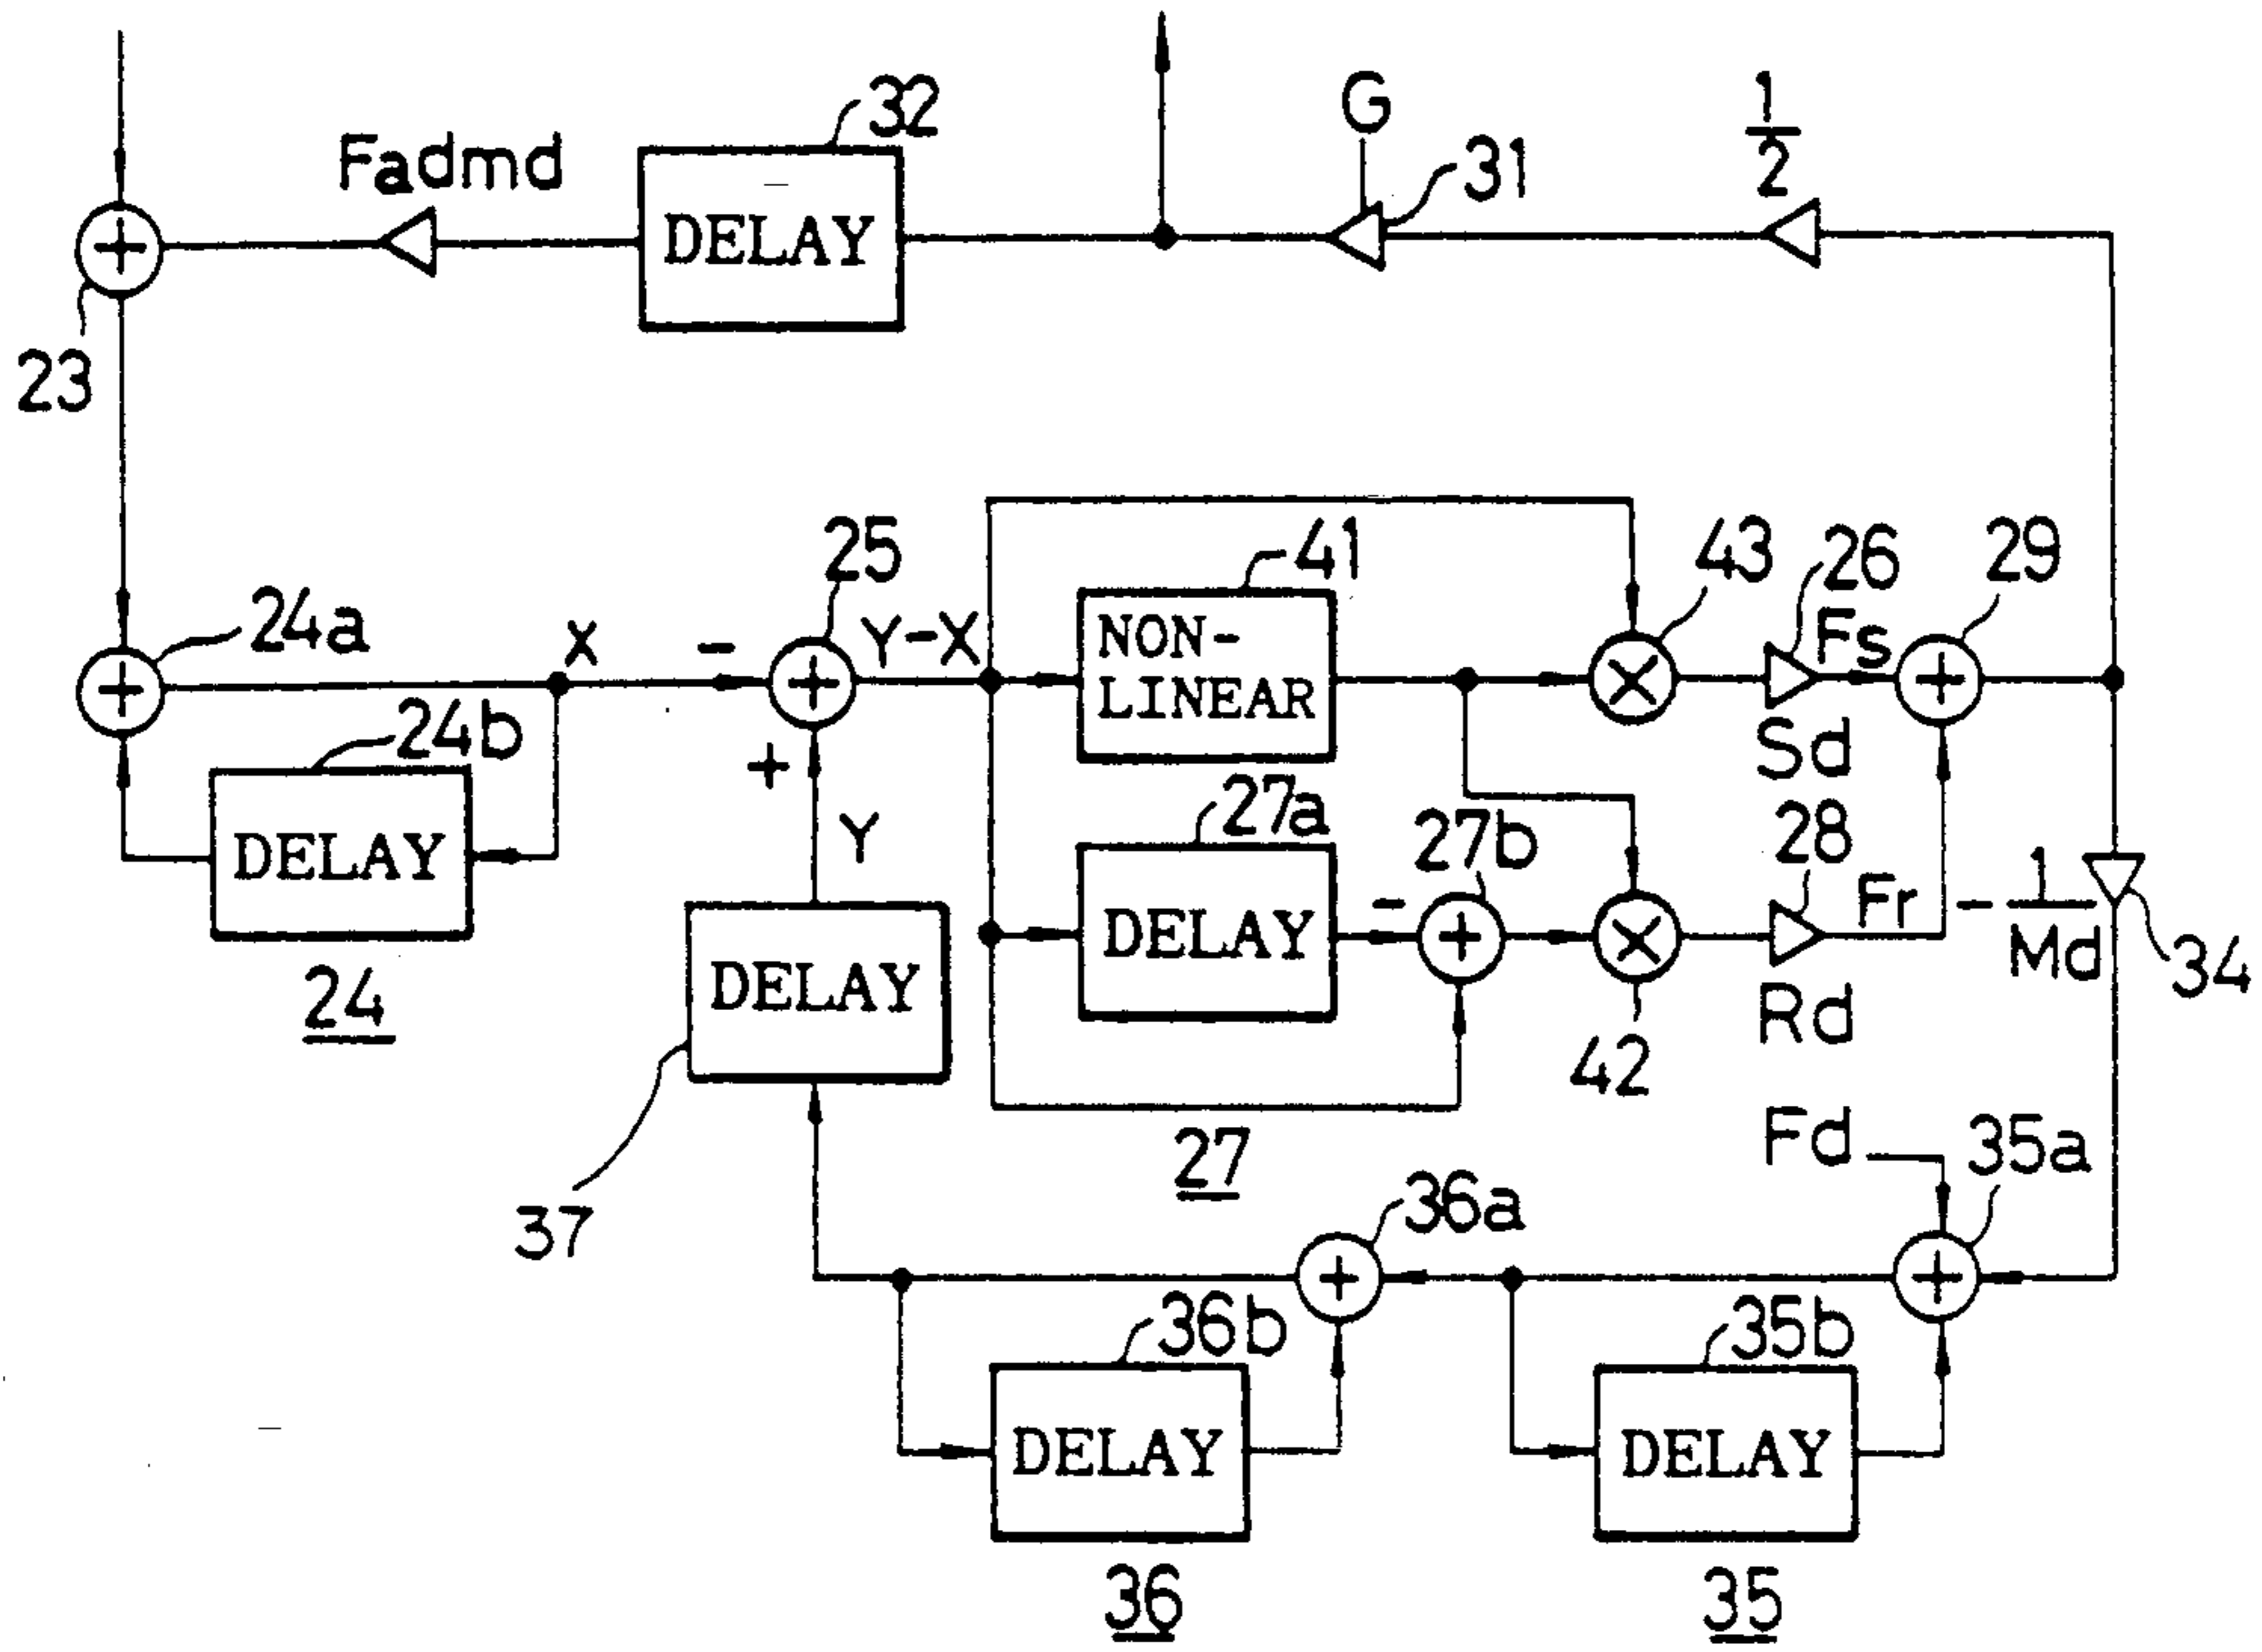 32
G
1
2
31
Fadmd
DELAY
23
25
41
43
26
29
24a
X
-
Y-X
NON-
LINEAR
Fs
Sd
24b
+
Y
27a
27b
28
DELAY
DELAY
-
Fr
- 1
Md
34
24
DELAY
Rd
42
37
27
Fd
35a
36a
36b
35b
DELAY
DELAY
36
35